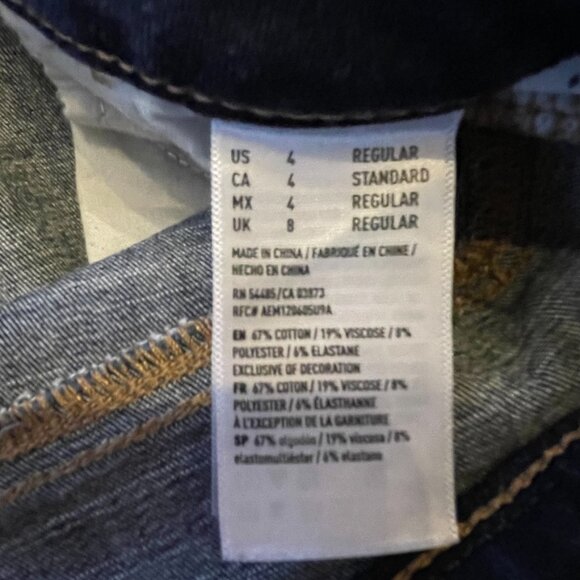 US 4 REGULAR
CA 4 STANDARD
MX 4 REGULAR
UK 8 REGULAR
MADE IN CHINA / FABRIQUÉ EN CHINE /
HECHO EN CHINA
RN 54485/CA 03873
RFC# AEM120605U9A
EN 67% COTTON / 19% VISCOSE / 8%
POLYESTER / 6% ELASTANE
EXCLUSIVE OF DECORATION
FR 67% COTON / 19% VISCOSE / 8%
POLYESTER / 6% ÉLASTHANNE
À L'EXCEPTION DE LA GARNITURE
SP 67% algodón / 19% viscosa / 8%
elastomultiéster / 6% elastano